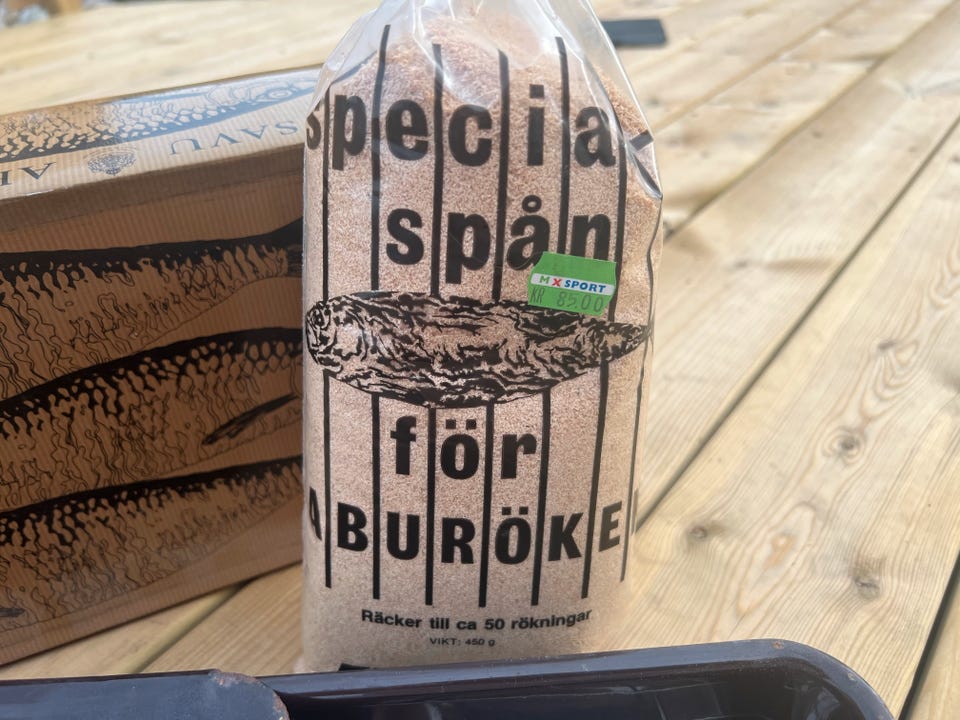 SAVU
special
spån
MXSPORT
KR 85.00
för
ABURÖKEN
Räcker till ca 50 rökningar
VIKT: 450 g